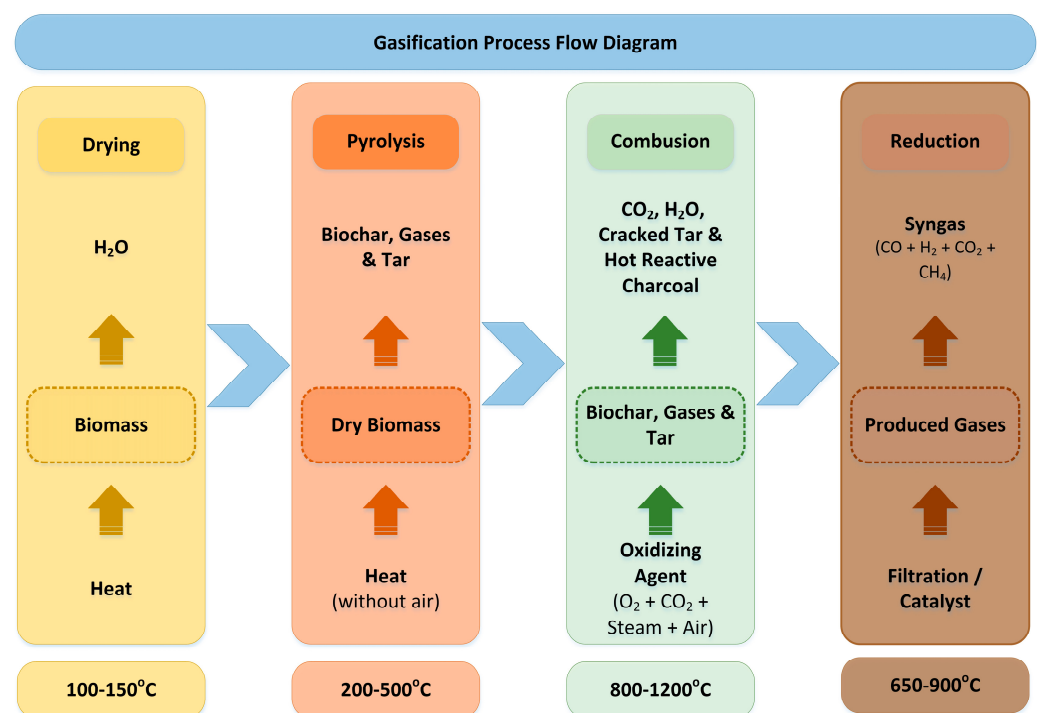 Gasification Process Flow Diagram
Drying
H₂O
Biomass
Heat
100-150°C
Pyrolysis
Biochar, Gases
& Tar
Dry Biomass
Heat
(without air)
200-500°C
Combusion
CO₂, H₂O,
Cracked Tar &
Hot Reactive
Charcoal
Biochar, Gases &
Tar
Oxidizing
Agent
(O₂ + CO₂ +
Steam + Air)
800-1200°C
Reduction
Syngas
(CO + H₂ + CO₂ +
CH₄)
Produced Gases
Filtration /
Catalyst
650-900°C